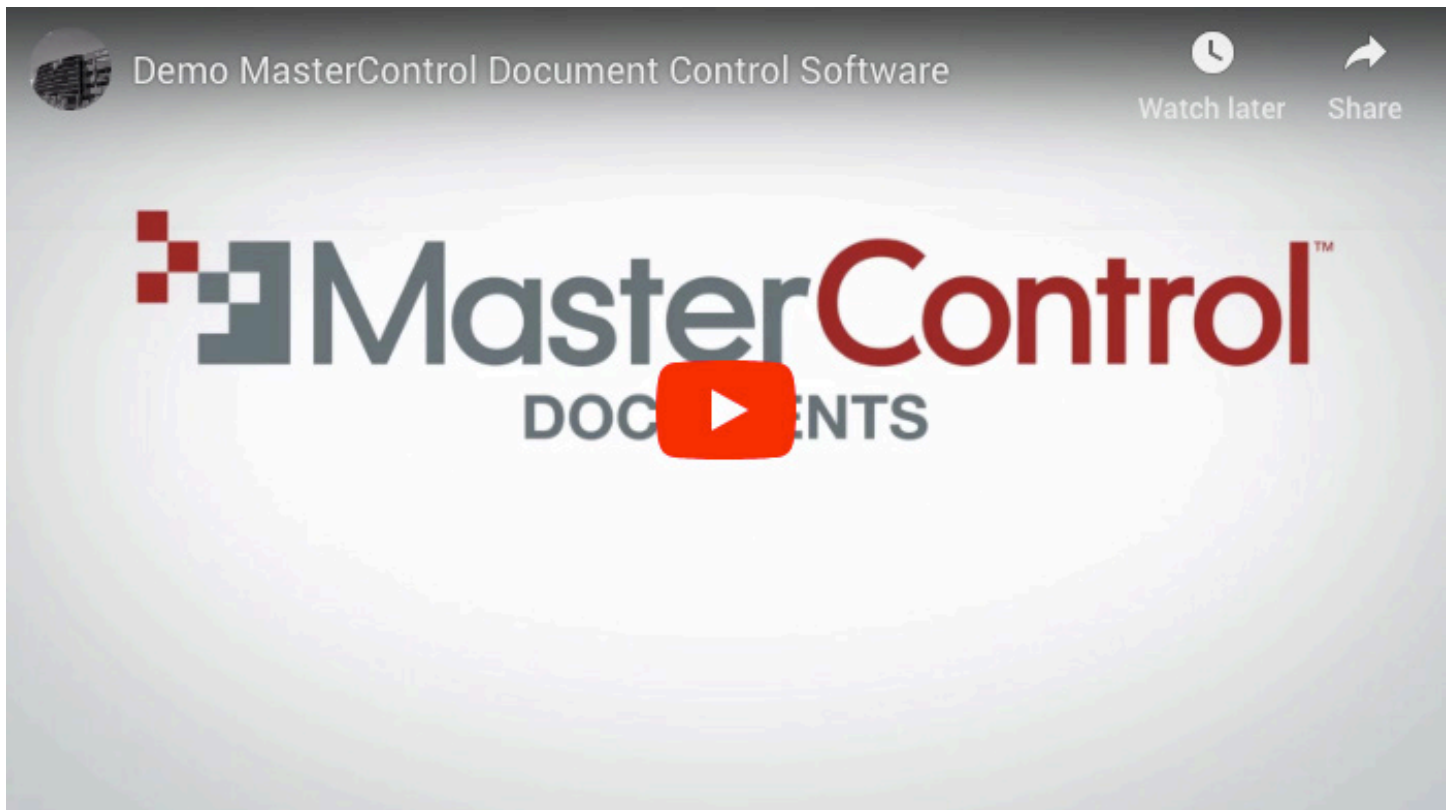 Demo MasterControl Document Control Software
Watch later
Share
MasterControl™